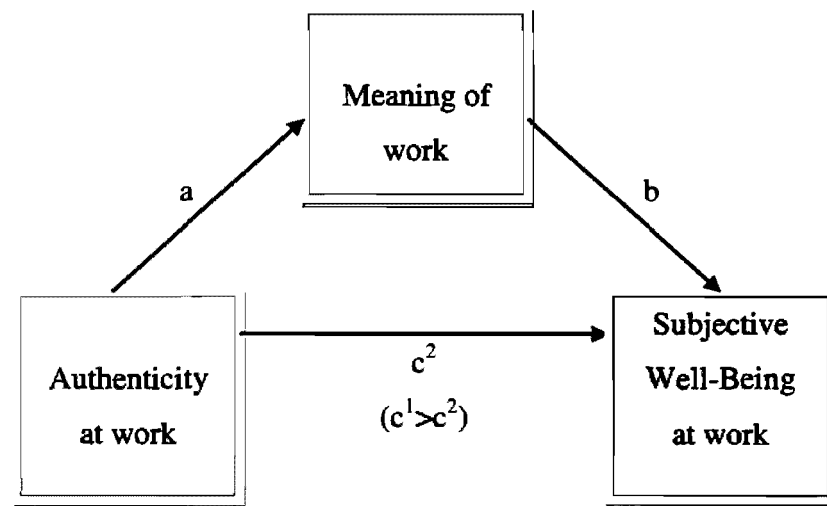 Meaning of
work
a
b
Authenticity
at work
c²
(c¹>c²)
Subjective
Well-Being
at work